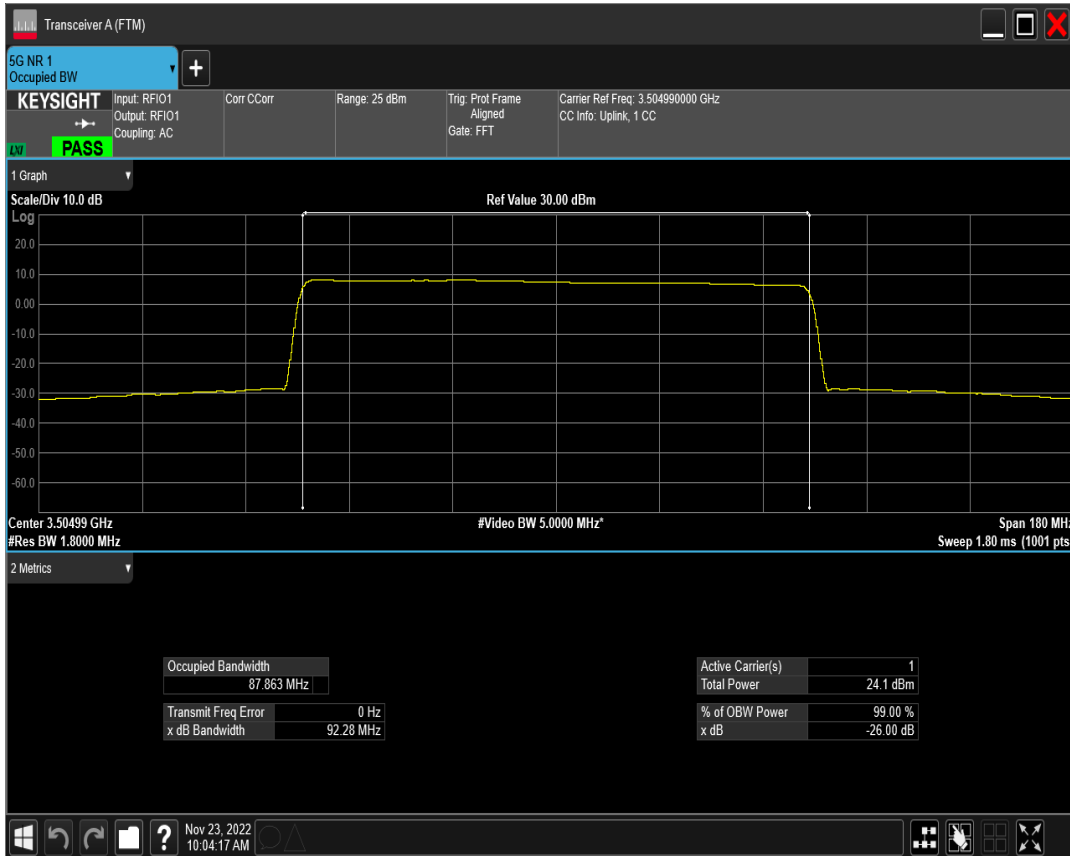 Transceiver A (FTM)
5G NR 1
Occupied BW
+
KEYSIGHT
LXI
PASS
Input: RFIO1
Output: RFIO1
Coupling: AC
Corr CCorr
Range: 25 dBm
Trig: Prot Frame
Aligned
Gate: FFT
Carrier Ref Freq: 3.504990000 GHz
CC Info: Uplink, 1 CC
1 Graph
Scale/Div 10.0 dB
Ref Value 30.00 dBm
Log
20.0
10.0
0.00
-10.0
-20.0
-30.0
-40.0
-50.0
-60.0
Center 3.50499 GHz
#Video BW 5.0000 MHz*
Span 180 MHz
#Res BW 1.8000 MHz
Sweep 1.80 ms (1001 pts
2 Metrics
Occupied Bandwidth
87.863 MHz
Transmit Freq Error 0 Hz
x dB Bandwidth 92.28 MHz
Active Carrier(s) 1
Total Power 24.1 dBm
% of OBW Power 99.00 %
x dB -26.00 dB
?
Nov 23, 2022
10:04:17 AM